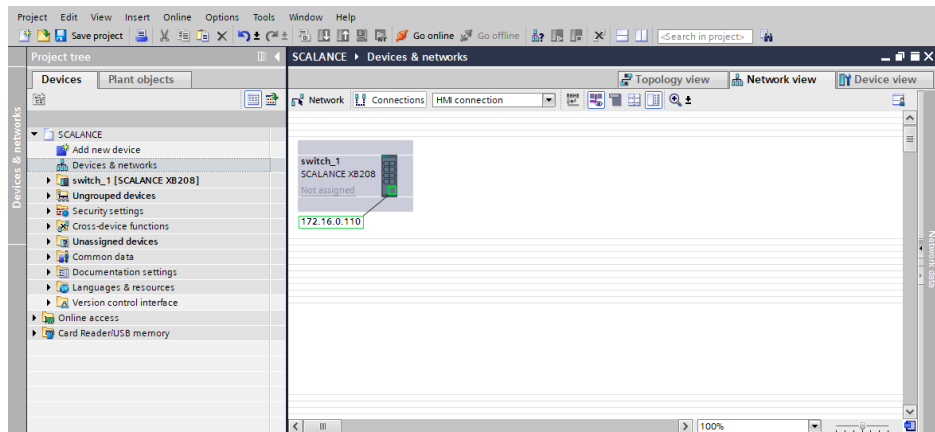 Project Edit View Insert Online Options Tools Window Help
Save project Go online Go offline <Search in project>
Project tree
SCALANCE ▸ Devices & networks
Devices Plant objects
Topology view Network view Device view
Network Connections HMI connection
Devices & networks
SCALANCE
Add new device
Devices & networks
switch_1 [SCALANCE XB208]
Ungrouped devices
Security settings
Cross-device functions
Unassigned devices
Common data
Documentation settings
Languages & resources
Version control interface
Online access
Card Reader/USB memory
switch_1
SCALANCE XB208
Not assigned
172.16.0.110
Network data
100%